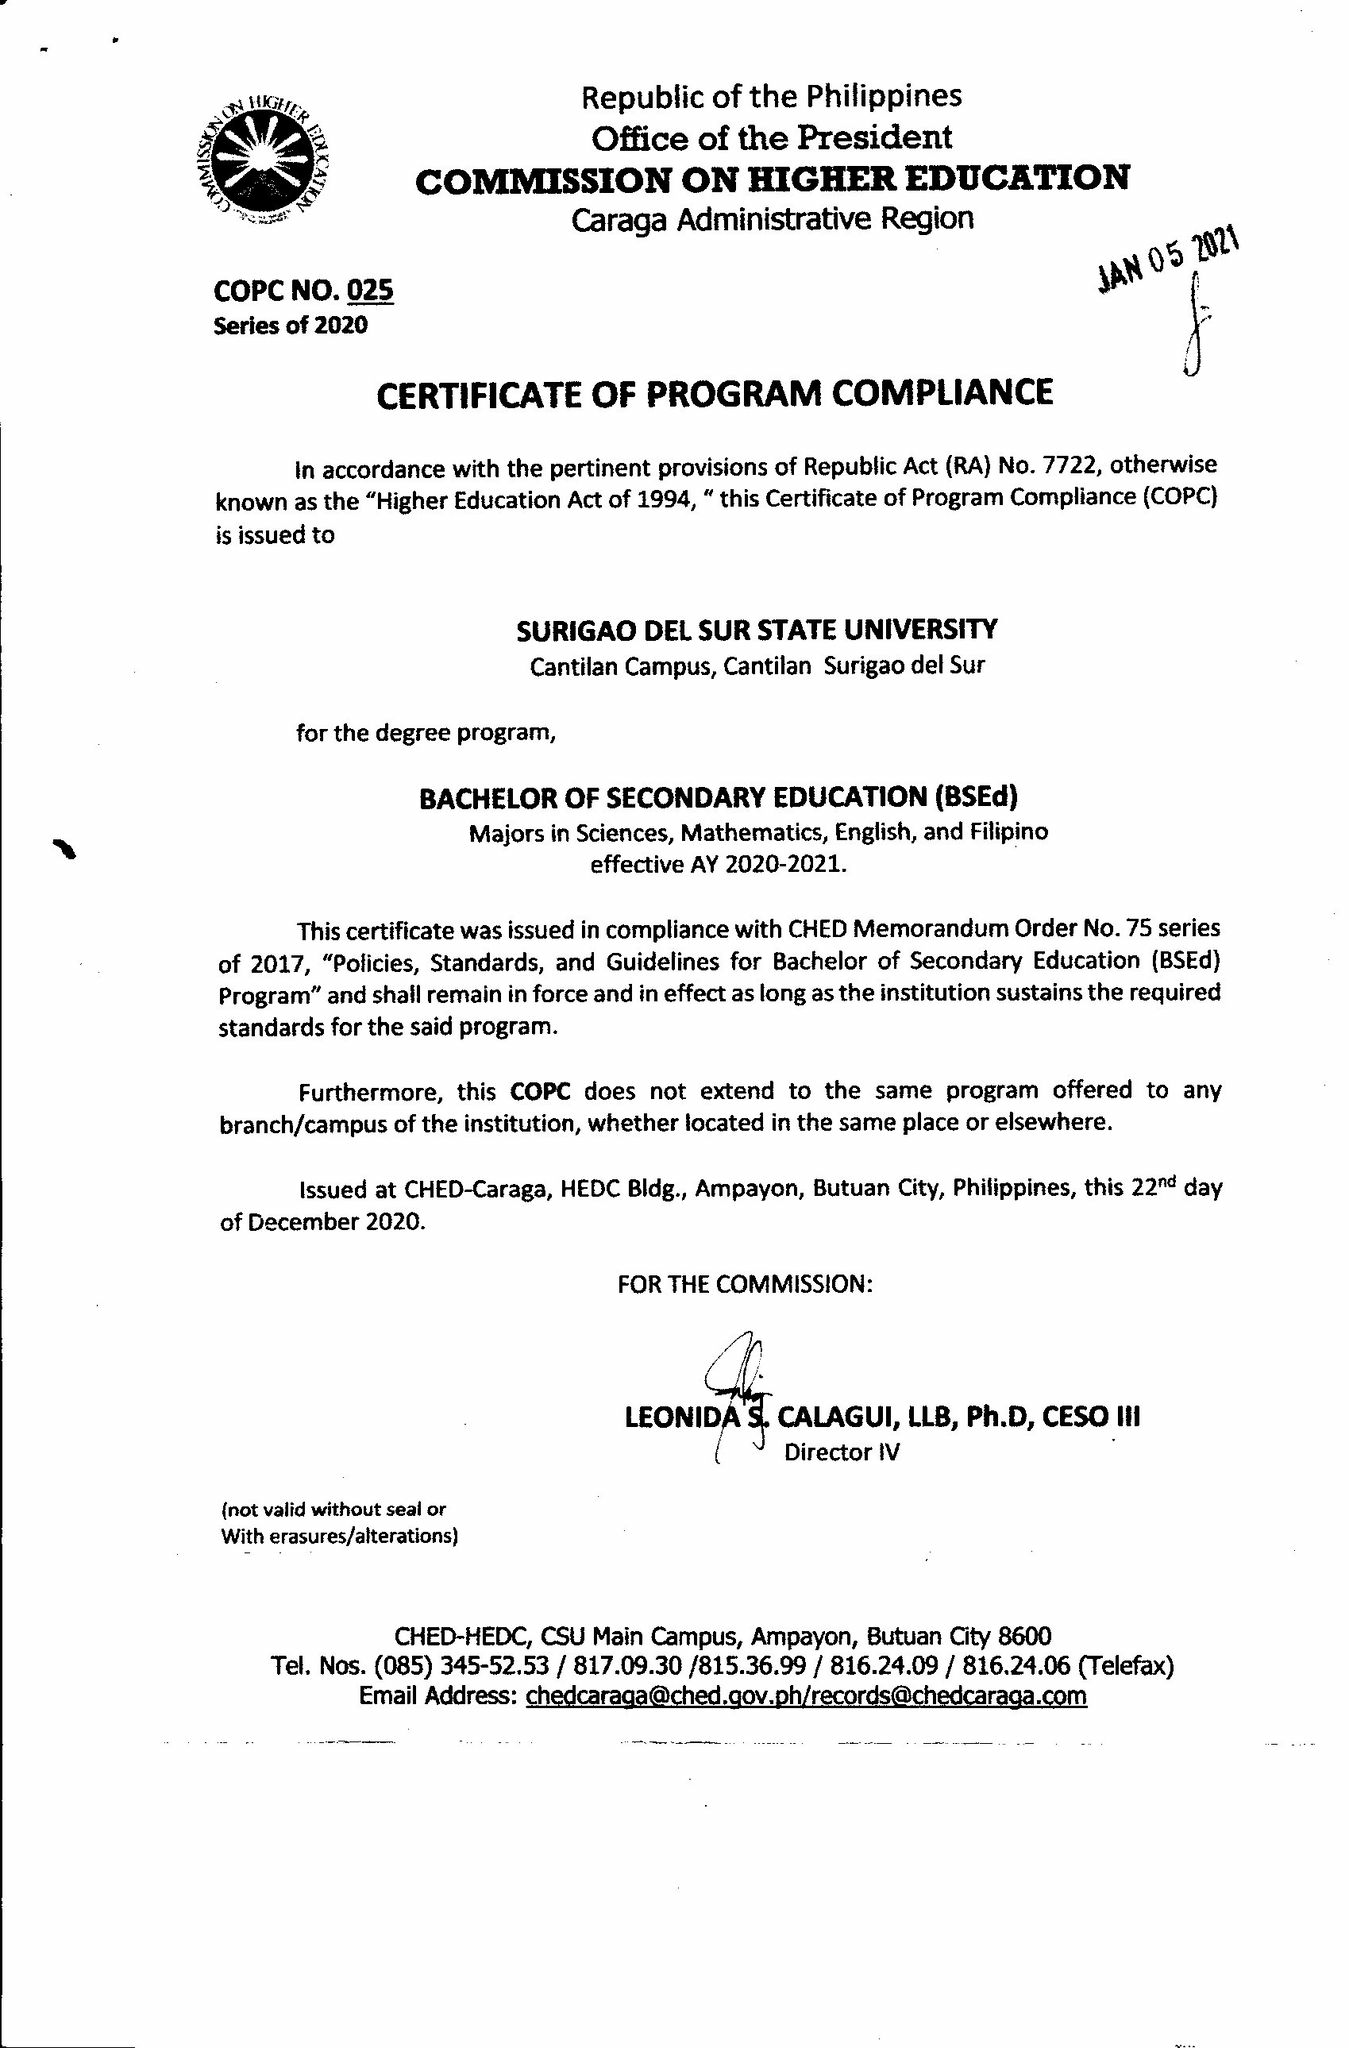 COMMISSION ON HIGHER EDUCATION
Republic of the Philippines
Office of the President
COMMISSION ON HIGHER EDUCATION
Caraga Administrative Region
JAN 05 2021
COPC NO. 025
Series of 2020
CERTIFICATE OF PROGRAM COMPLIANCE
In accordance with the pertinent provisions of Republic Act (RA) No. 7722, otherwise
known as the “Higher Education Act of 1994, “ this Certificate of Program Compliance (COPC)
is issued to
SURIGAO DEL SUR STATE UNIVERSITY
Cantilan Campus, Cantilan Surigao del Sur
for the degree program,
BACHELOR OF SECONDARY EDUCATION (BSEd)
Majors in Sciences, Mathematics, English, and Filipino
effective AY 2020-2021.
This certificate was issued in compliance with CHED Memorandum Order No. 75 series
of 2017, “Policies, Standards, and Guidelines for Bachelor of Secondary Education (BSEd)
Program” and shall remain in force and in effect as long as the institution sustains the required
standards for the said program.
Furthermore, this COPC does not extend to the same program offered to any
branch/campus of the institution, whether located in the same place or elsewhere.
Issued at CHED-Caraga, HEDC Bldg., Ampayon, Butuan City, Philippines, this 22nd day
of December 2020.
FOR THE COMMISSION:
LEONIDA S. CALAGUI, LLB, Ph.D, CESO III
Director IV
(not valid without seal or
With erasures/alterations)
CHED-HEDC, CSU Main Campus, Ampayon, Butuan City 8600
Tel. Nos. (085) 345-52.53 / 817.09.30 /815.36.99 / 816.24.09 / 816.24.06 (Telefax)
Email Address: chedcaraga@ched.gov.ph/records@chedcaraga.com